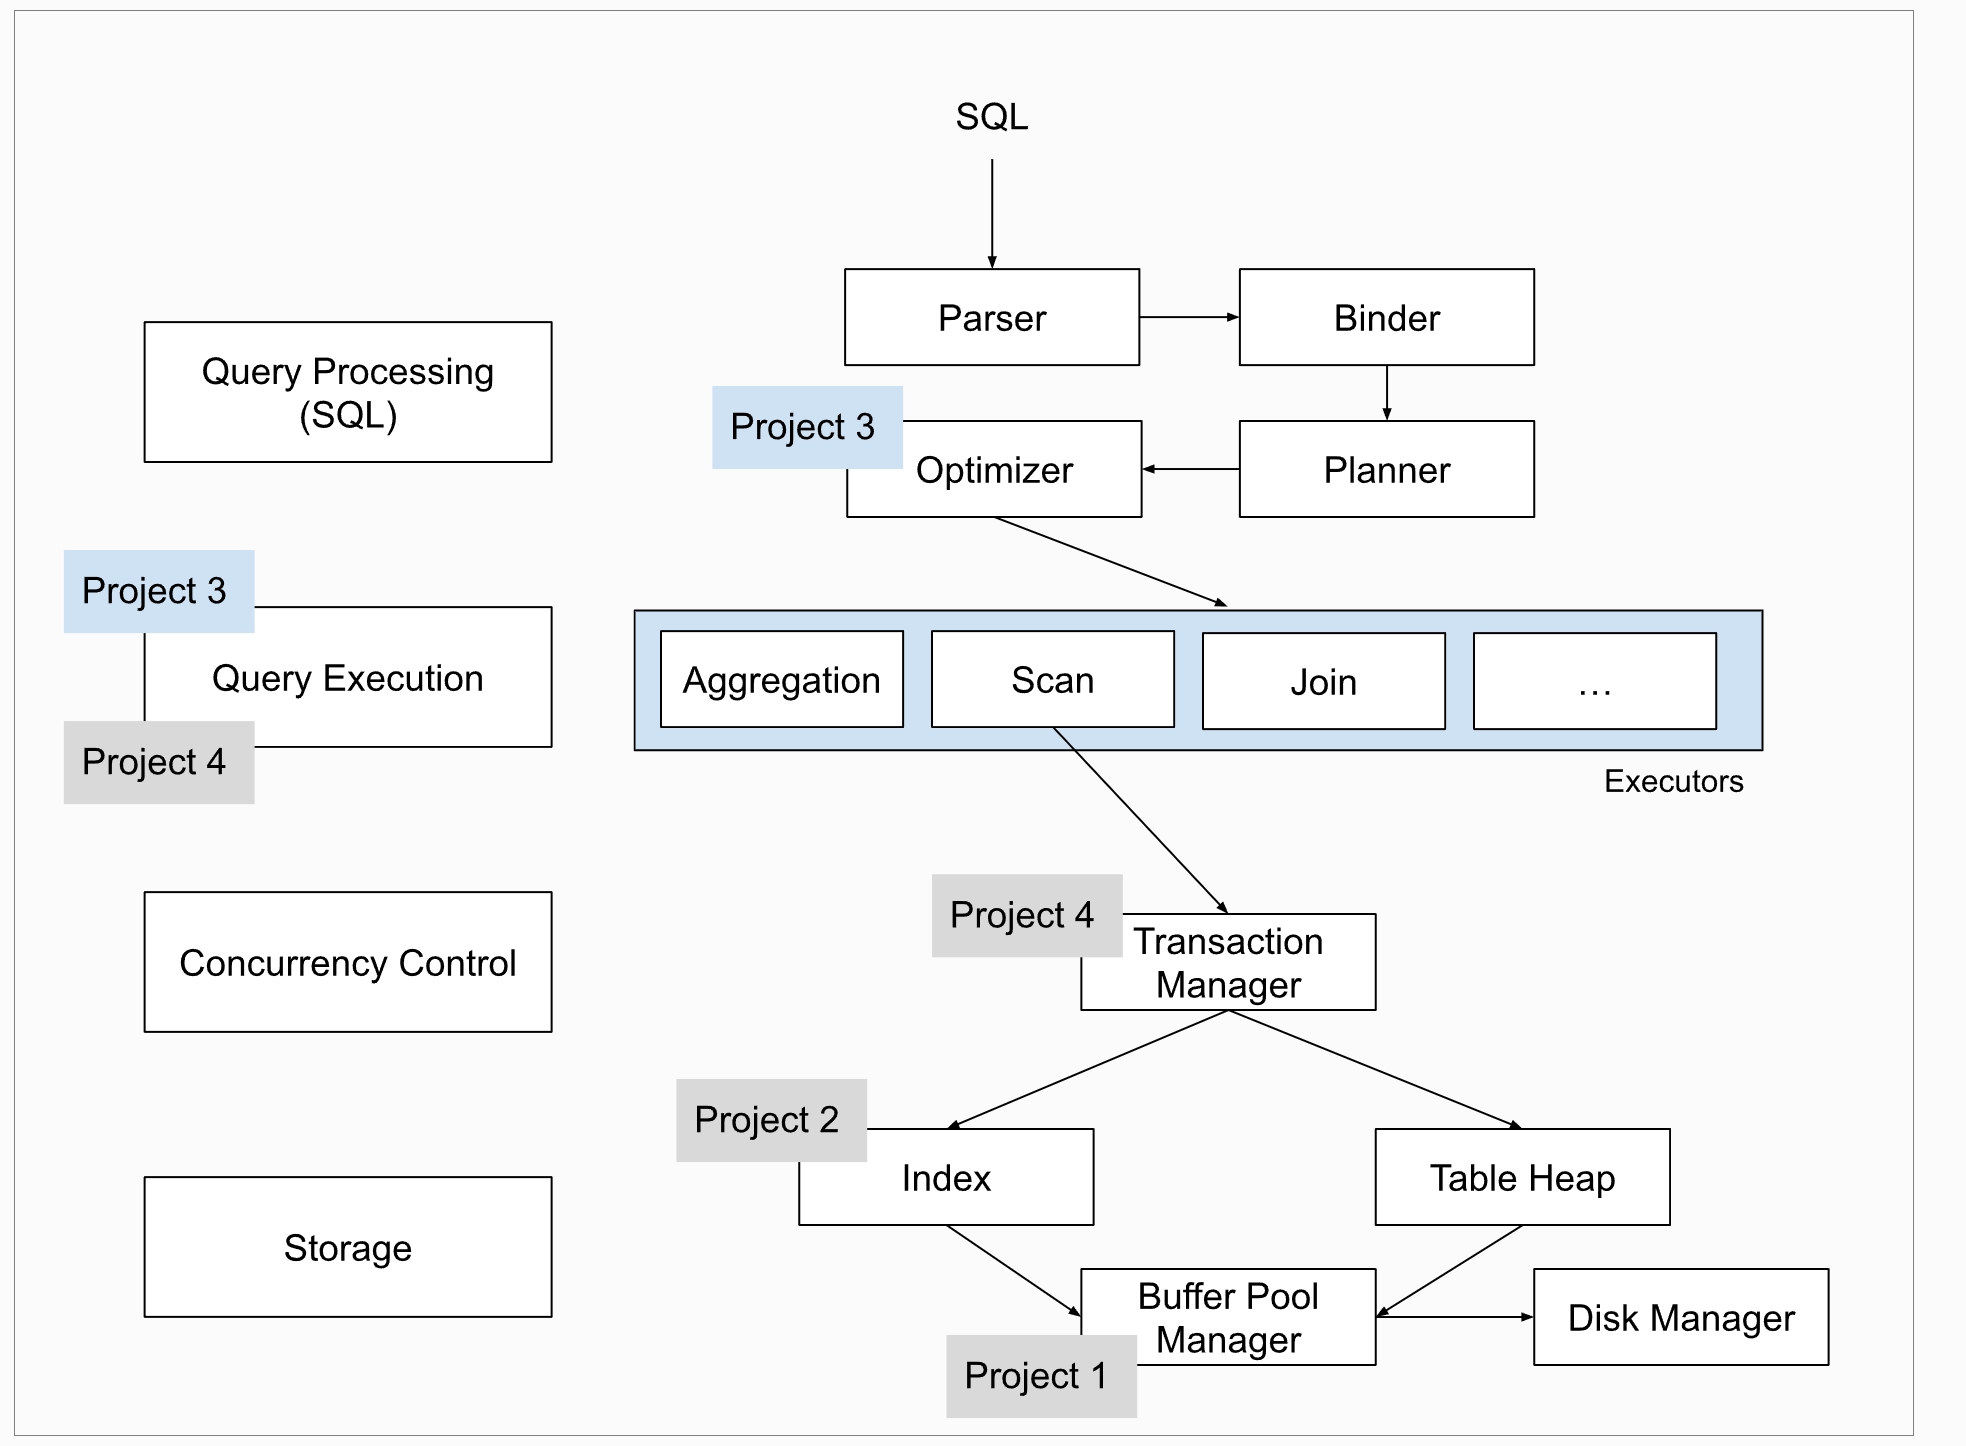 SQL
Parser
Binder
Query Processing
(SQL)
Project 3
Optimizer
Planner
Project 3
Query Execution
Project 4
Aggregation
Scan
Join
...
Executors
Project 4
Transaction
Manager
Concurrency Control
Project 2
Index
Table Heap
Storage
Buffer Pool
Manager
Disk Manager
Project 1